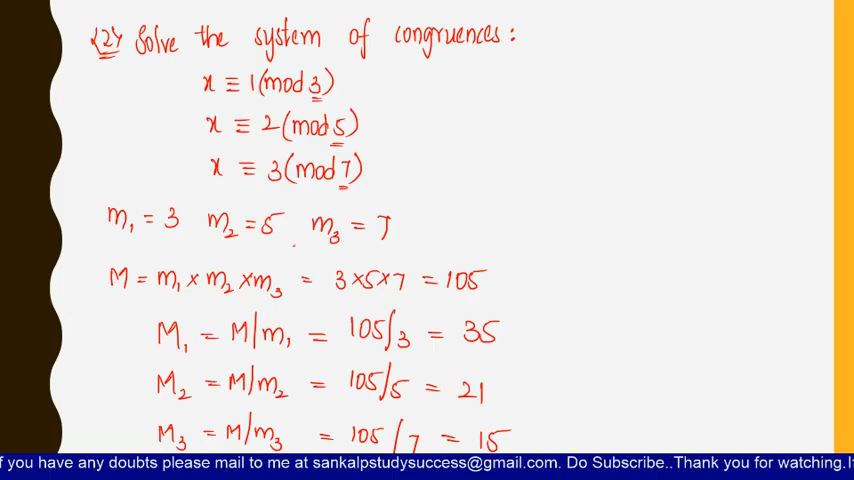 Q2) Solve the system of congruences:
x ≡ 1(mod 3)
x ≡ 2(mod 5)
x ≡ 3(mod 7)
m₁ = 3 m₂ = 5 m₃ = 7
M = m₁ × m₂ × m₃ = 3×5×7 = 105
M₁ = M/m₁ = 105/3 = 35
M₂ = M/m₂ = 105/5 = 21
M₃ = M/m₃ = 105/7 = 15
f you have any doubts please mail to me at sankalpstudysuccess@gmail.com. Do Subscribe..Thank you for watching.I